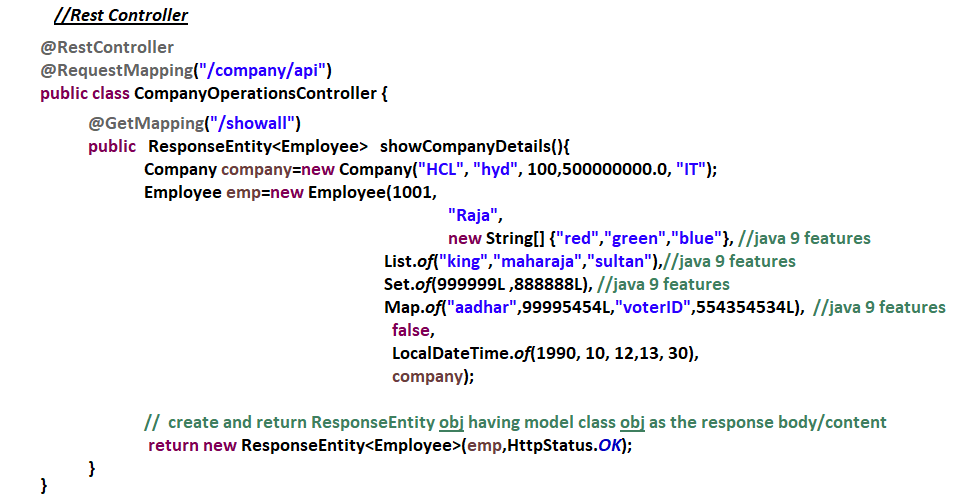 //Rest Controller
@RestController
@RequestMapping("/company/api")
public class CompanyOperationsController {
@GetMapping("/showall")
public ResponseEntity<Employee> showCompanyDetails(){
Company company=new Company("HCL", "hyd", 100,500000000.0, "IT");
Employee emp=new Employee(1001,
"Raja",
new String[] {"red","green","blue"}, //java 9 features
List.of("king","maharaja","sultan"),//java 9 features
Set.of(999999L ,888888L), //java 9 features
Map.of("aadhar",99995454L,"voterID",554354534L), //java 9 features
false,
LocalDateTime.of(1990, 10, 12,13, 30),
company);
// create and return ResponseEntity obj having model class obj as the response body/content
return new ResponseEntity<Employee>(emp,HttpStatus.OK);
}
}